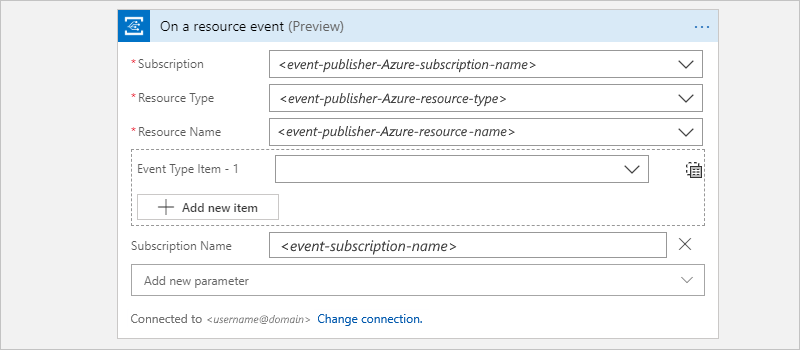 On a resource event (Preview)
* Subscription <event-publisher-Azure-subscription-name>
* Resource Type <event-publisher-Azure-resource-type>
* Resource Name <event-publisher-Azure-resource-name>
Event Type Item - 1
Add new item
Subscription Name <event-subscription-name>
Add new parameter
Connected to <username@domain> Change connection.